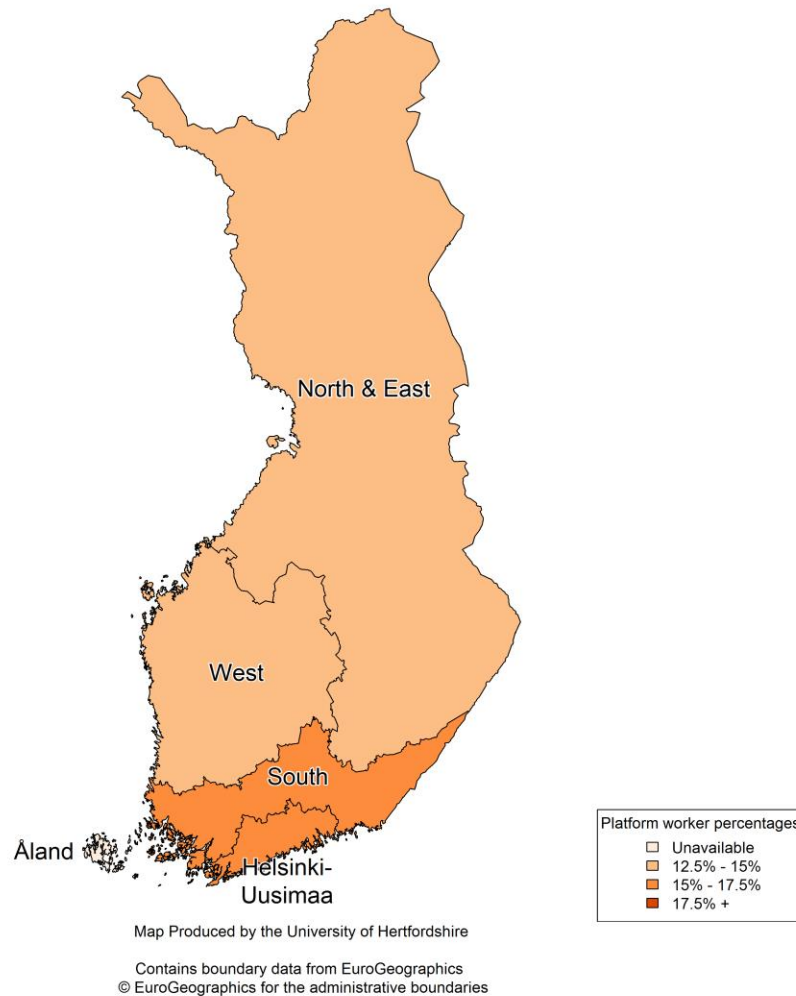 North & East
West
South
Åland
Helsinki-
Uusimaa
Platform worker percentages
Unavailable
12.5% - 15%
15% - 17.5%
17.5% +
Map Produced by the University of Hertfordshire
Contains boundary data from EuroGeographics
© EuroGeographics for the administrative boundaries